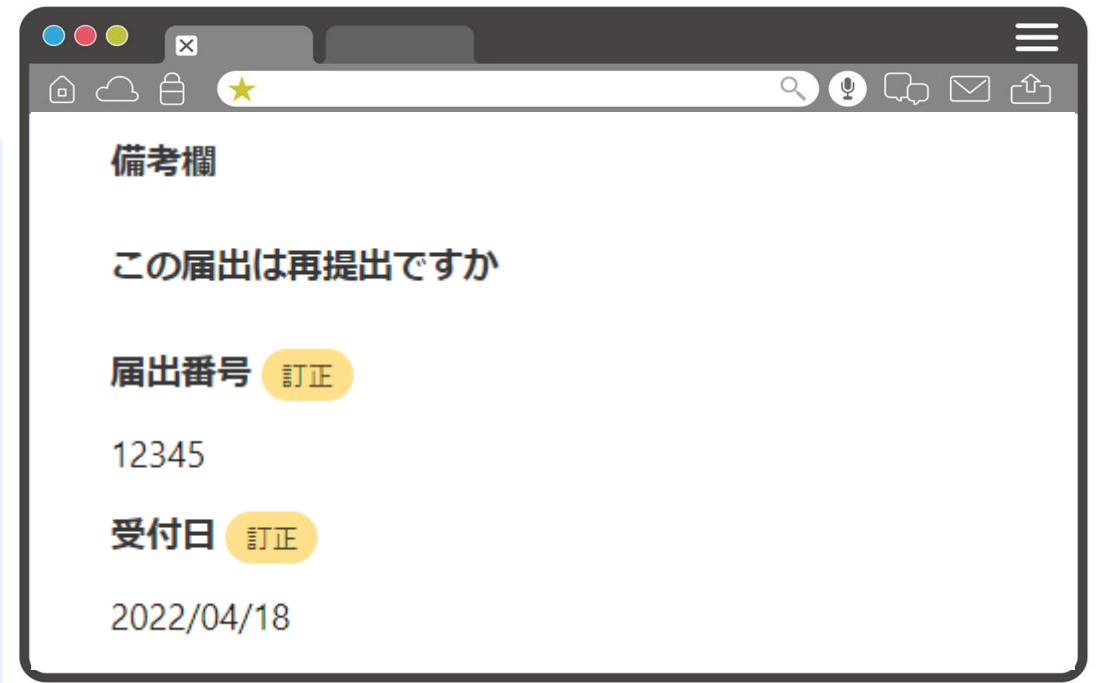 備考欄
この届出は再提出ですか
届出番号 訂正
12345
受付日 訂正
2022/04/18